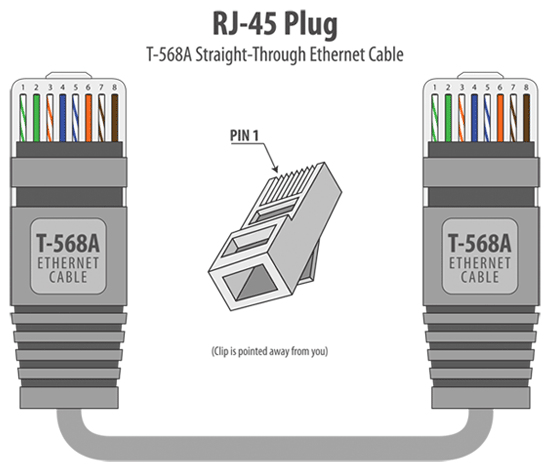 RJ-45 Plug
T-568A Straight-Through Ethernet Cable
1 2 3 4 5 6 7 8
1 2 3 4 5 6 7 8
PIN 1
T-568A
ETHERNET
CABLE
T-568A
ETHERNET
CABLE
(Clip is pointed away from you)